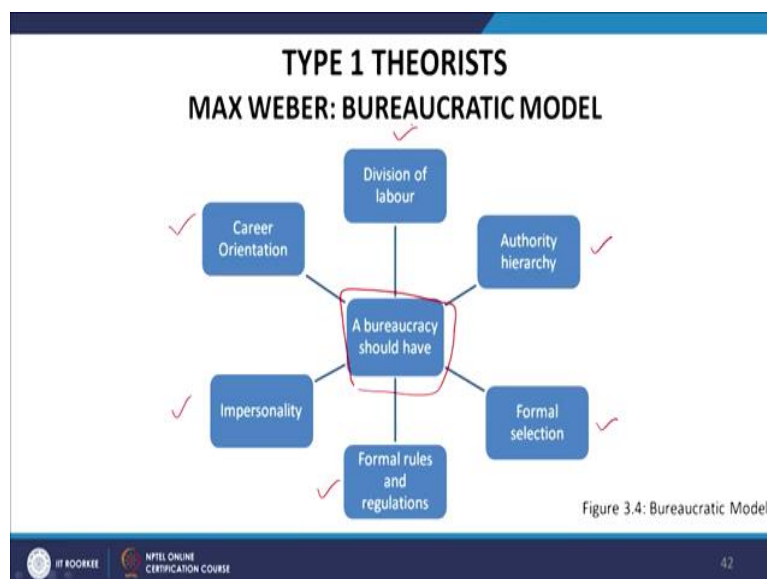 TYPE 1 THEORISTS
MAX WEBER: BUREAUCRATIC MODEL
Division of
labour
Career
Orientation
Authority
hierarchy
A bureaucracy
should have
Impersonality
Formal
selection
Formal rules
and
regulations
Figure 3.4: Bureaucratic Model
IIT ROORKEE
NPTEL ONLINE
CERTIFICATION COURSE
42